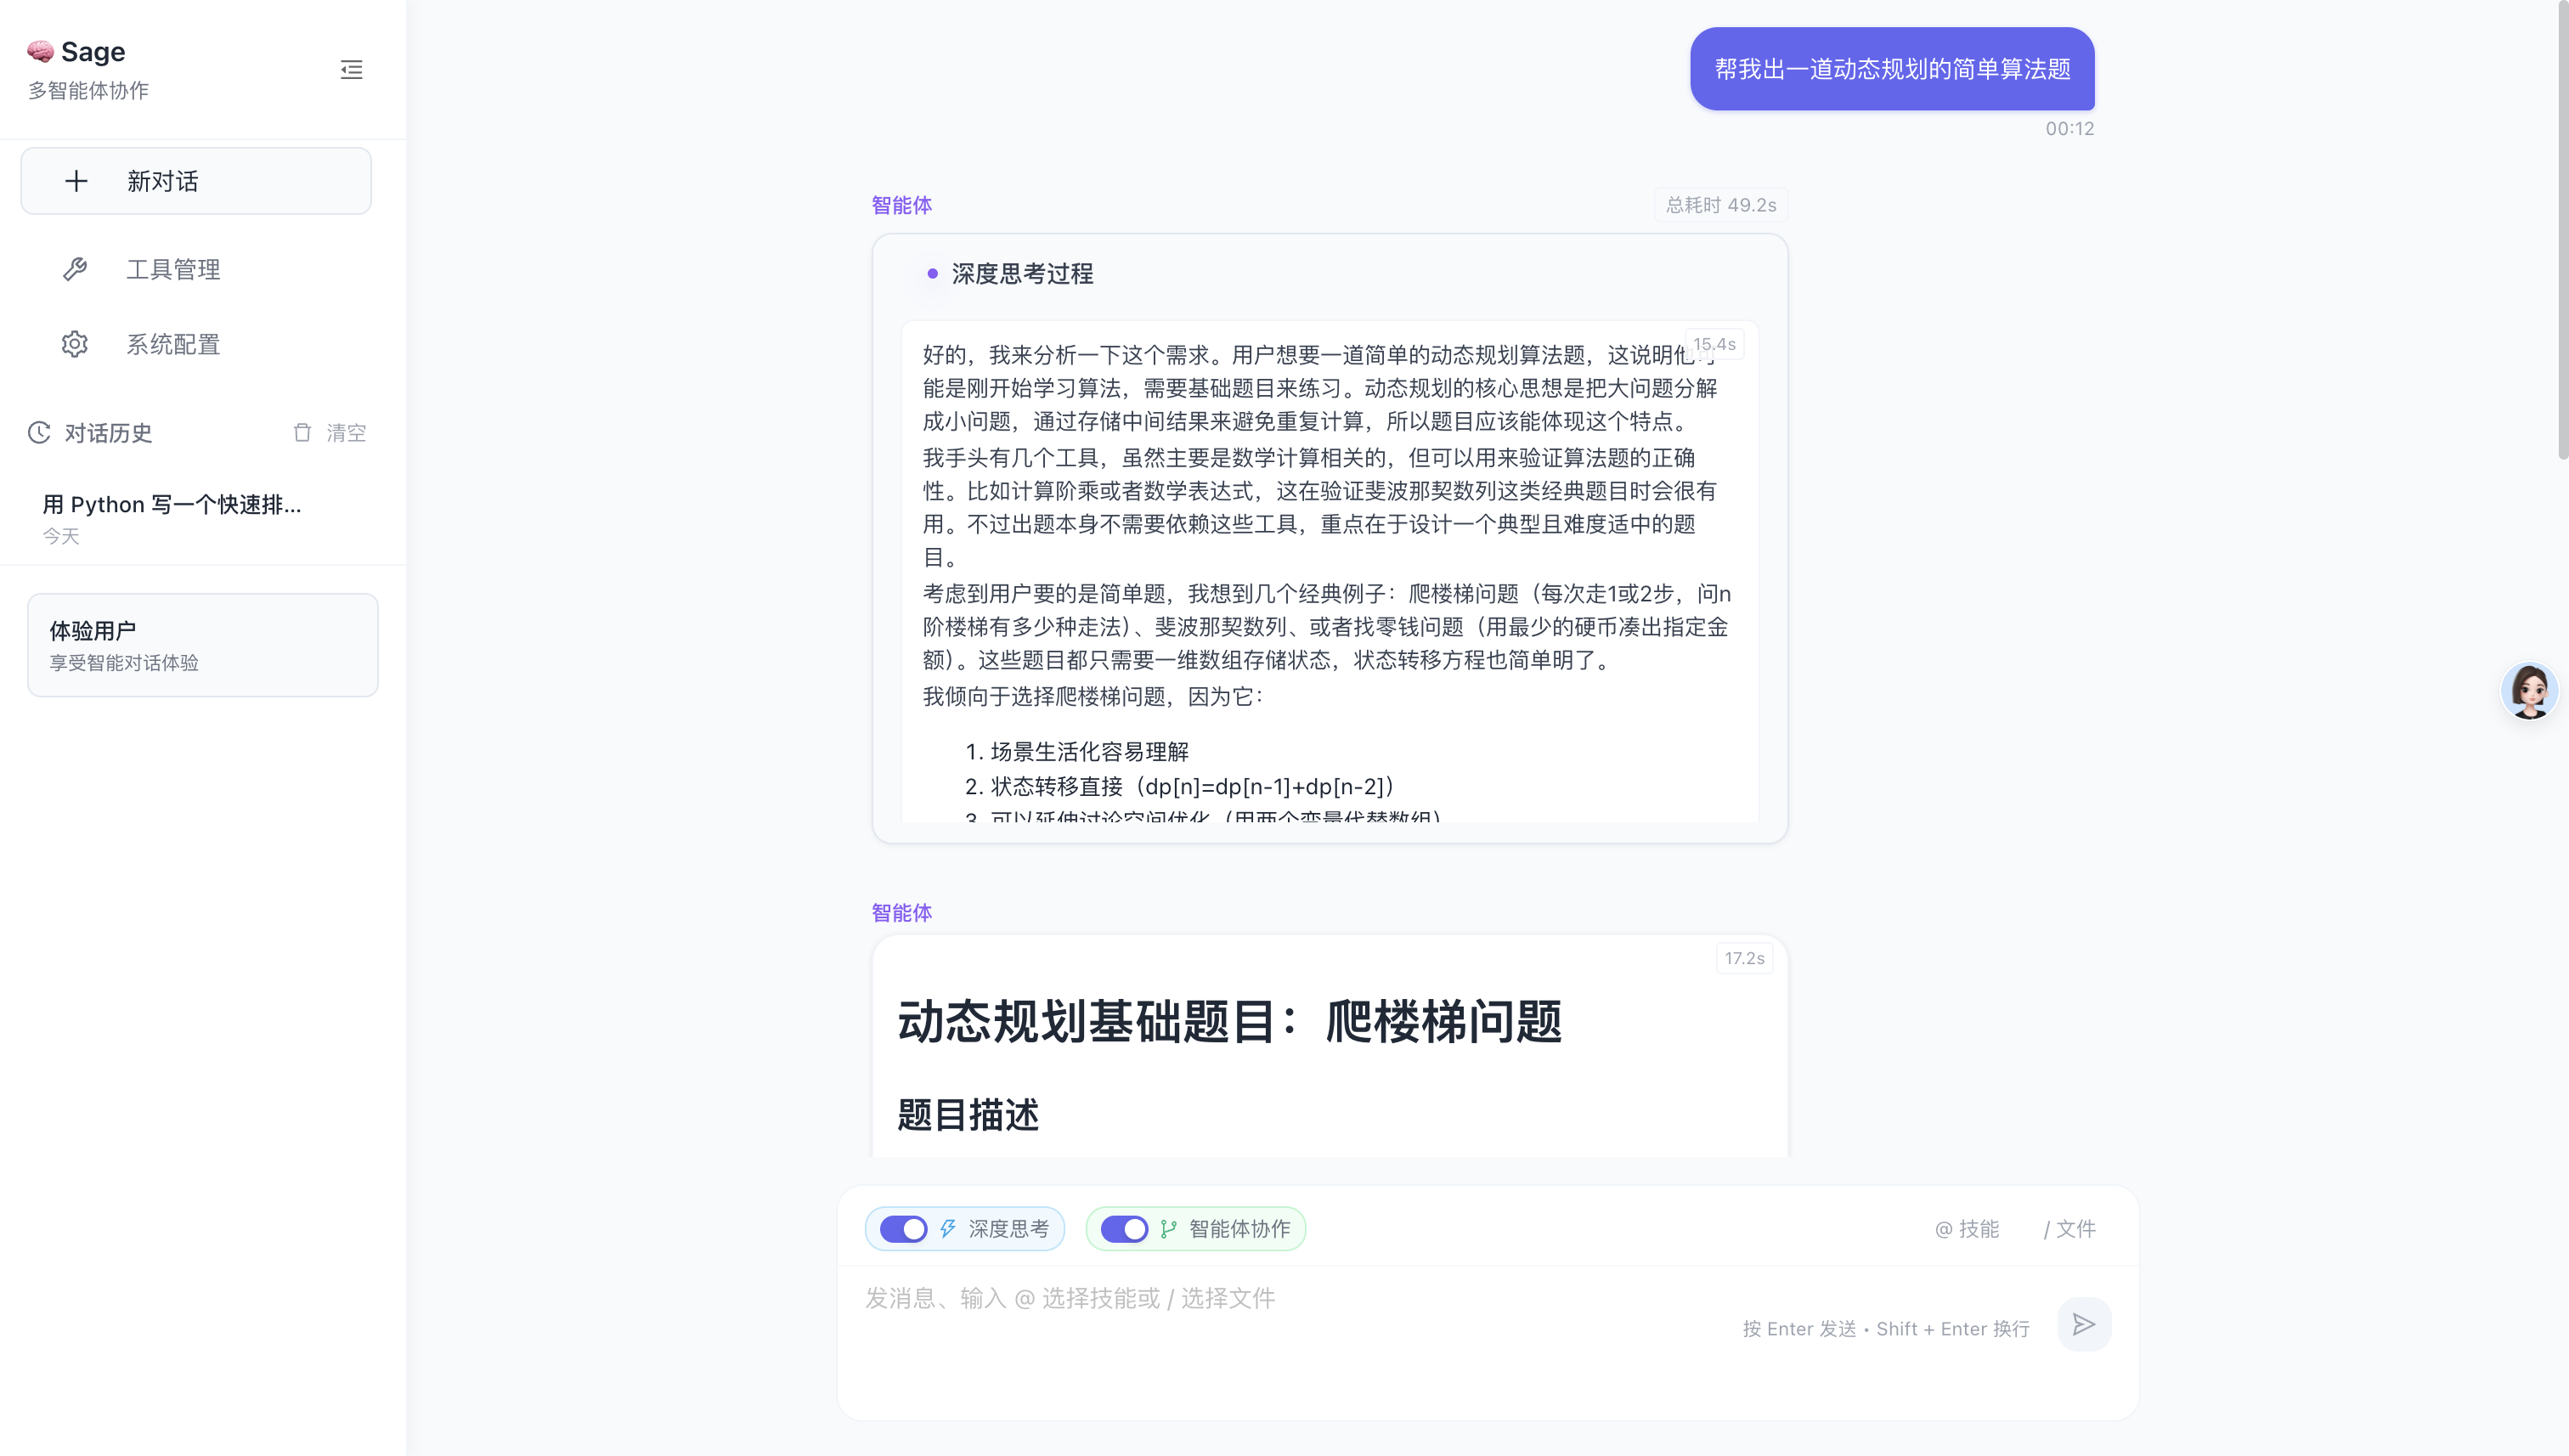 🧠 Sage
多智能体协作
新对话
工具管理
系统配置
对话历史
清空
用 Python 写一个快速排...
今天
体验用户
享受智能对话体验
帮我出一道动态规划的简单算法题
00:12
智能体
总耗时 49.2s
深度思考过程
15.4s
好的，我来分析一下这个需求。用户想要一道简单的动态规划算法题，这说明他可
能是刚开始学习算法，需要基础题目来练习。动态规划的核心思想是把大问题分解
成小问题，通过存储中间结果来避免重复计算，所以题目应该能体现这个特点。
我手头有几个工具，虽然主要是数学计算相关的，但可以用来验证算法题的正确
性。比如计算阶乘或者数学表达式，这在验证斐波那契数列这类经典题目时会很有
用。不过出题本身不需要依赖这些工具，重点在于设计一个典型且难度适中的题
目。
考虑到用户要的是简单题，我想到几个经典例子：爬楼梯问题（每次走1或2步，问n
阶楼梯有多少种走法）、斐波那契数列、或者找零钱问题（用最少的硬币凑出指定金
额）。这些题目都只需要一维数组存储状态，状态转移方程也简单明了。
我倾向于选择爬楼梯问题，因为它：
1. 场景生活化容易理解
2. 状态转移直接（dp[n]=dp[n-1]+dp[n-2]）
3. 可以延伸讨论空间优化（用两个变量代替数组）
智能体
17.2s
动态规划基础题目：爬楼梯问题
题目描述
深度思考
智能体协作
@ 技能
/ 文件
发消息、输入 @ 选择技能或 / 选择文件
按 Enter 发送 • Shift + Enter 换行